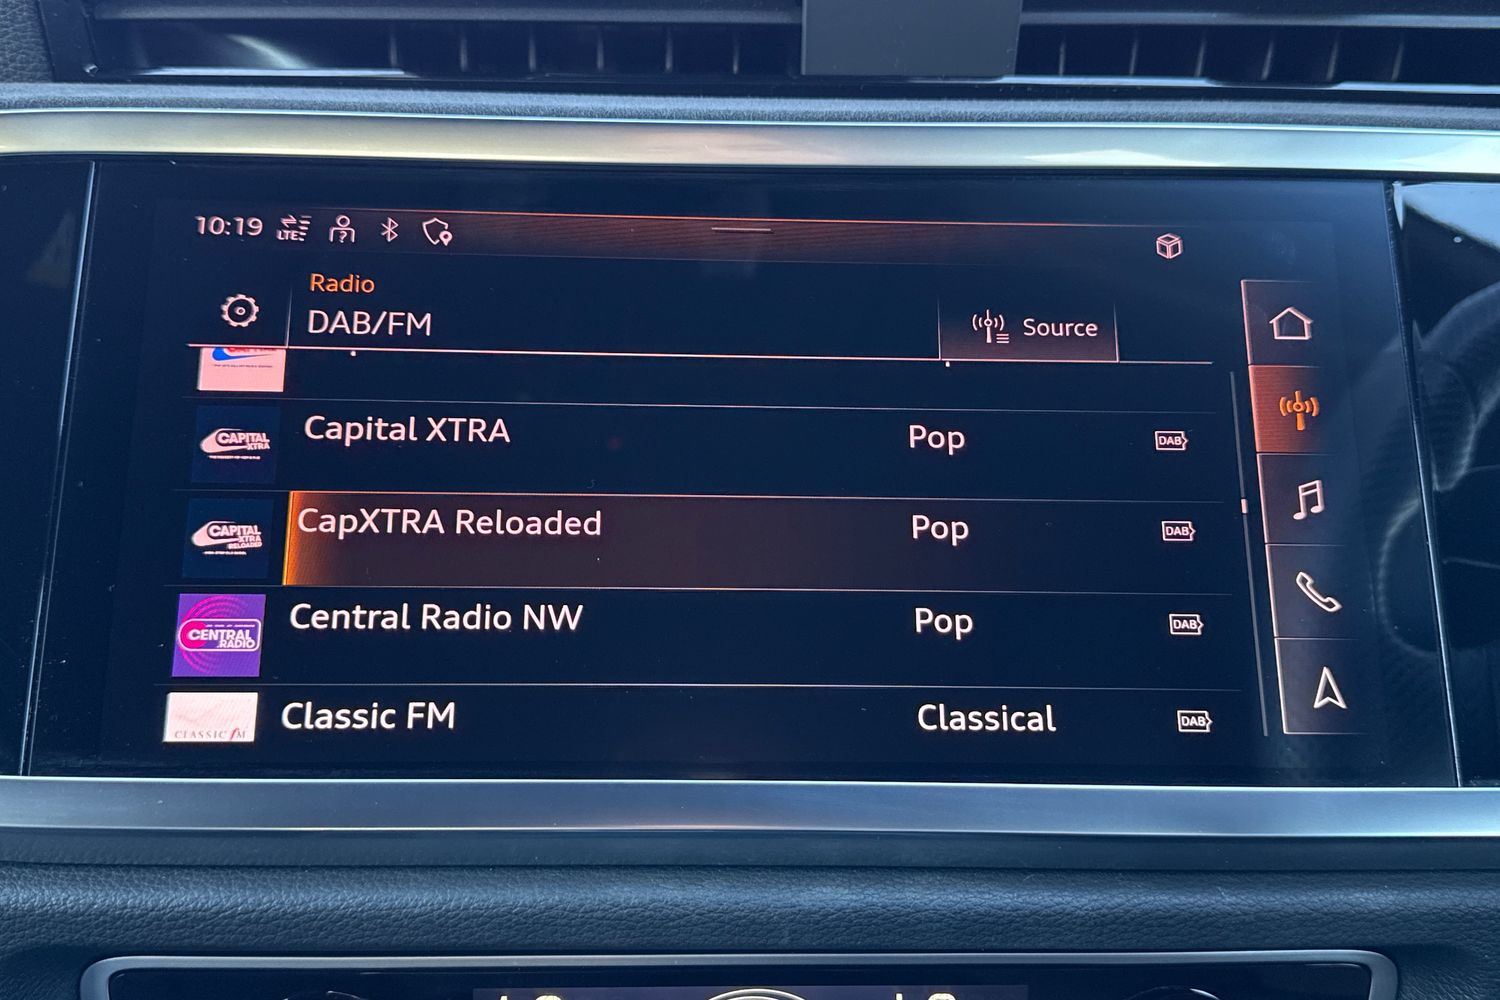 10:19 LTE
Radio
DAB/FM
Source
CAPITAL
XTRA
Capital XTRA Pop DAB
CAPITAL
XTRA
RELOADED
CapXTRA Reloaded Pop DAB
CENTRAL
RADIO
Central Radio NW Pop DAB
CLASSIC fM
Classic FM Classical DAB